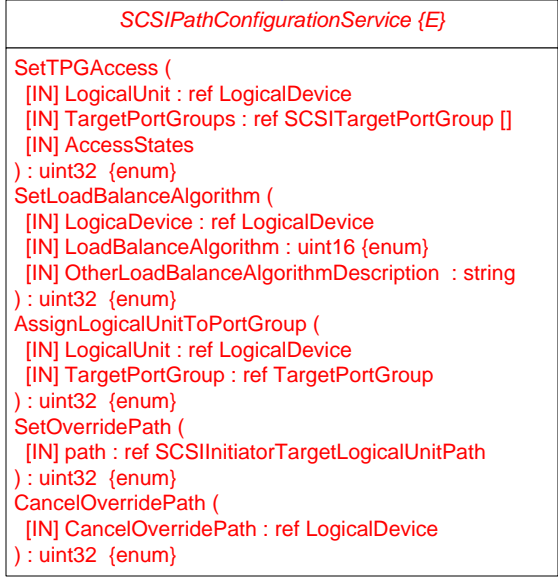 SCSIPathConfigurationService {E}
SetTPGAccess (
[IN] LogicalUnit : ref LogicalDevice
[IN] TargetPortGroups : ref SCSITargetPortGroup []
[IN] AccessStates
) : uint32 {enum}
SetLoadBalanceAlgorithm (
[IN] LogicaDevice : ref LogicalDevice
[IN] LoadBalanceAlgorithm : uint16 {enum}
[IN] OtherLoadBalanceAlgorithmDescription : string
) : uint32 {enum}
AssignLogicalUnitToPortGroup (
[IN] LogicalUnit : ref LogicalDevice
[IN] TargetPortGroup : ref TargetPortGroup
) : uint32 {enum}
SetOverridePath (
[IN] path : ref SCSIInitiatorTargetLogicalUnitPath
) : uint32 {enum}
CancelOverridePath (
[IN] CancelOverridePath : ref LogicalDevice
) : uint32 {enum}